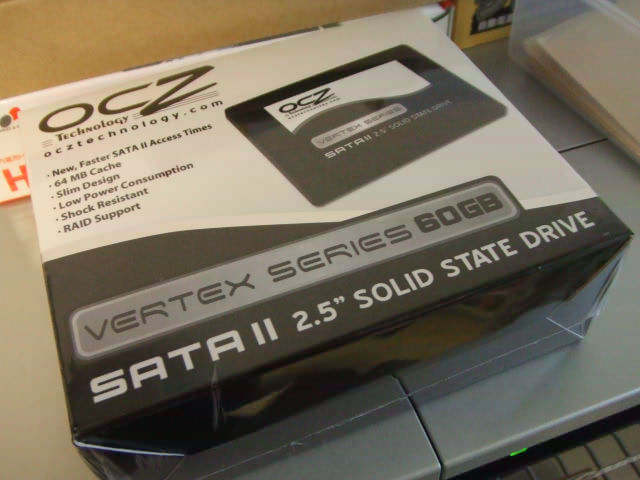 OCZ
Technology
ocztechnology.com
· New, Faster SATA II Access Times
· 64 MB Cache
· Slim Design
· Low Power Consumption
· Shock Resistant
· RAID Support
OCZ
VERTEX SERIES
SATA II 2.5" SOLID STATE DRIVE
VERTEX SERIES 60GB
SATA II 2.5" SOLID STATE DRIVE
H